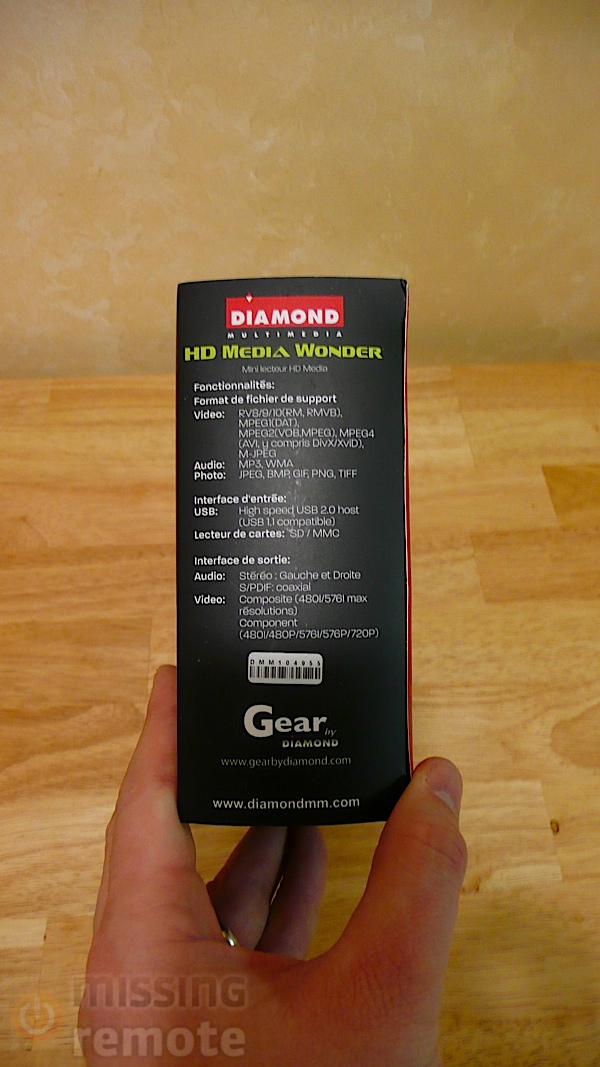 DIAMOND
MULTIMEDIA
HD MEDIA WONDER
Mini lecteur HD Media
Fonctionnalités:
Format de fichier de support
Video: RV8/9/10(RM, RMVB),
MPEG1(DAT),
MPEG2(VOB,MPEG), MPEG4
(AVI, y compris DivX/XviD),
M-JPEG
Audio: MP3, WMA
Photo: JPEG, BMP, GIF, PNG, TIFF
Interface d'entrée:
USB: High speed USB 2.0 host
(USB 1.1 compatible)
Lecteur de cartes: SD / MMC
Interface de sortie:
Audio: Stéréo : Gauche et Droite
S/PDIF: coaxial
Video: Composite (480I/576I max
résolutions)
Component
(480I/480P/576I/576P/720P)
DMM104955
Gear by
DIAMOND
www.gearbydiamond.com
www.diamondmm.com
missing
remote